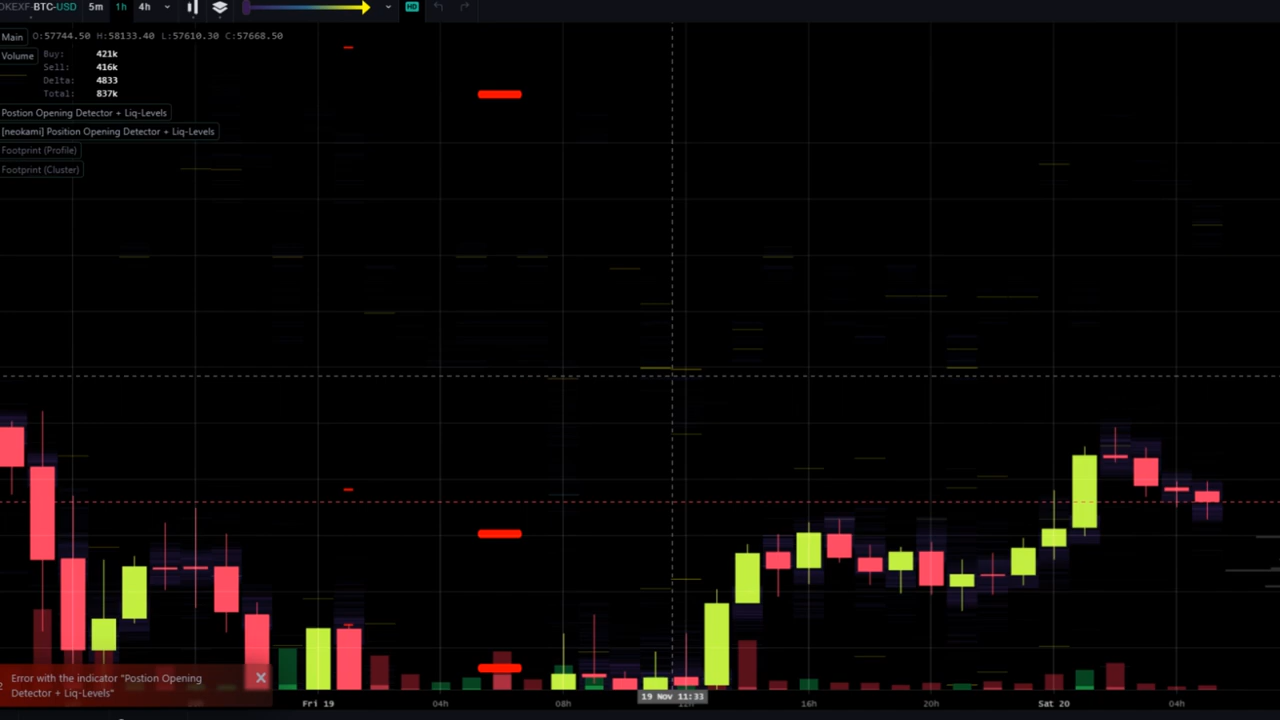 OKEXF-BTC-USD 5m 1h 4h HD
Main O:57744.50 H:58133.40 L:57610.30 C:57668.50
Volume Buy: 421k
Sell: 416k
Delta: 4833
Total: 837k
Postion Opening Detector + Liq-Levels
[neokami] Position Opening Detector + Liq-Levels
Footprint (Profile)
Footprint (Cluster)
Error with the indicator "Postion Opening
Detector + Liq-Levels"
19 Nov 11:33
Fri 19 04h 08h 12h 16h 20h Sat 20 04h